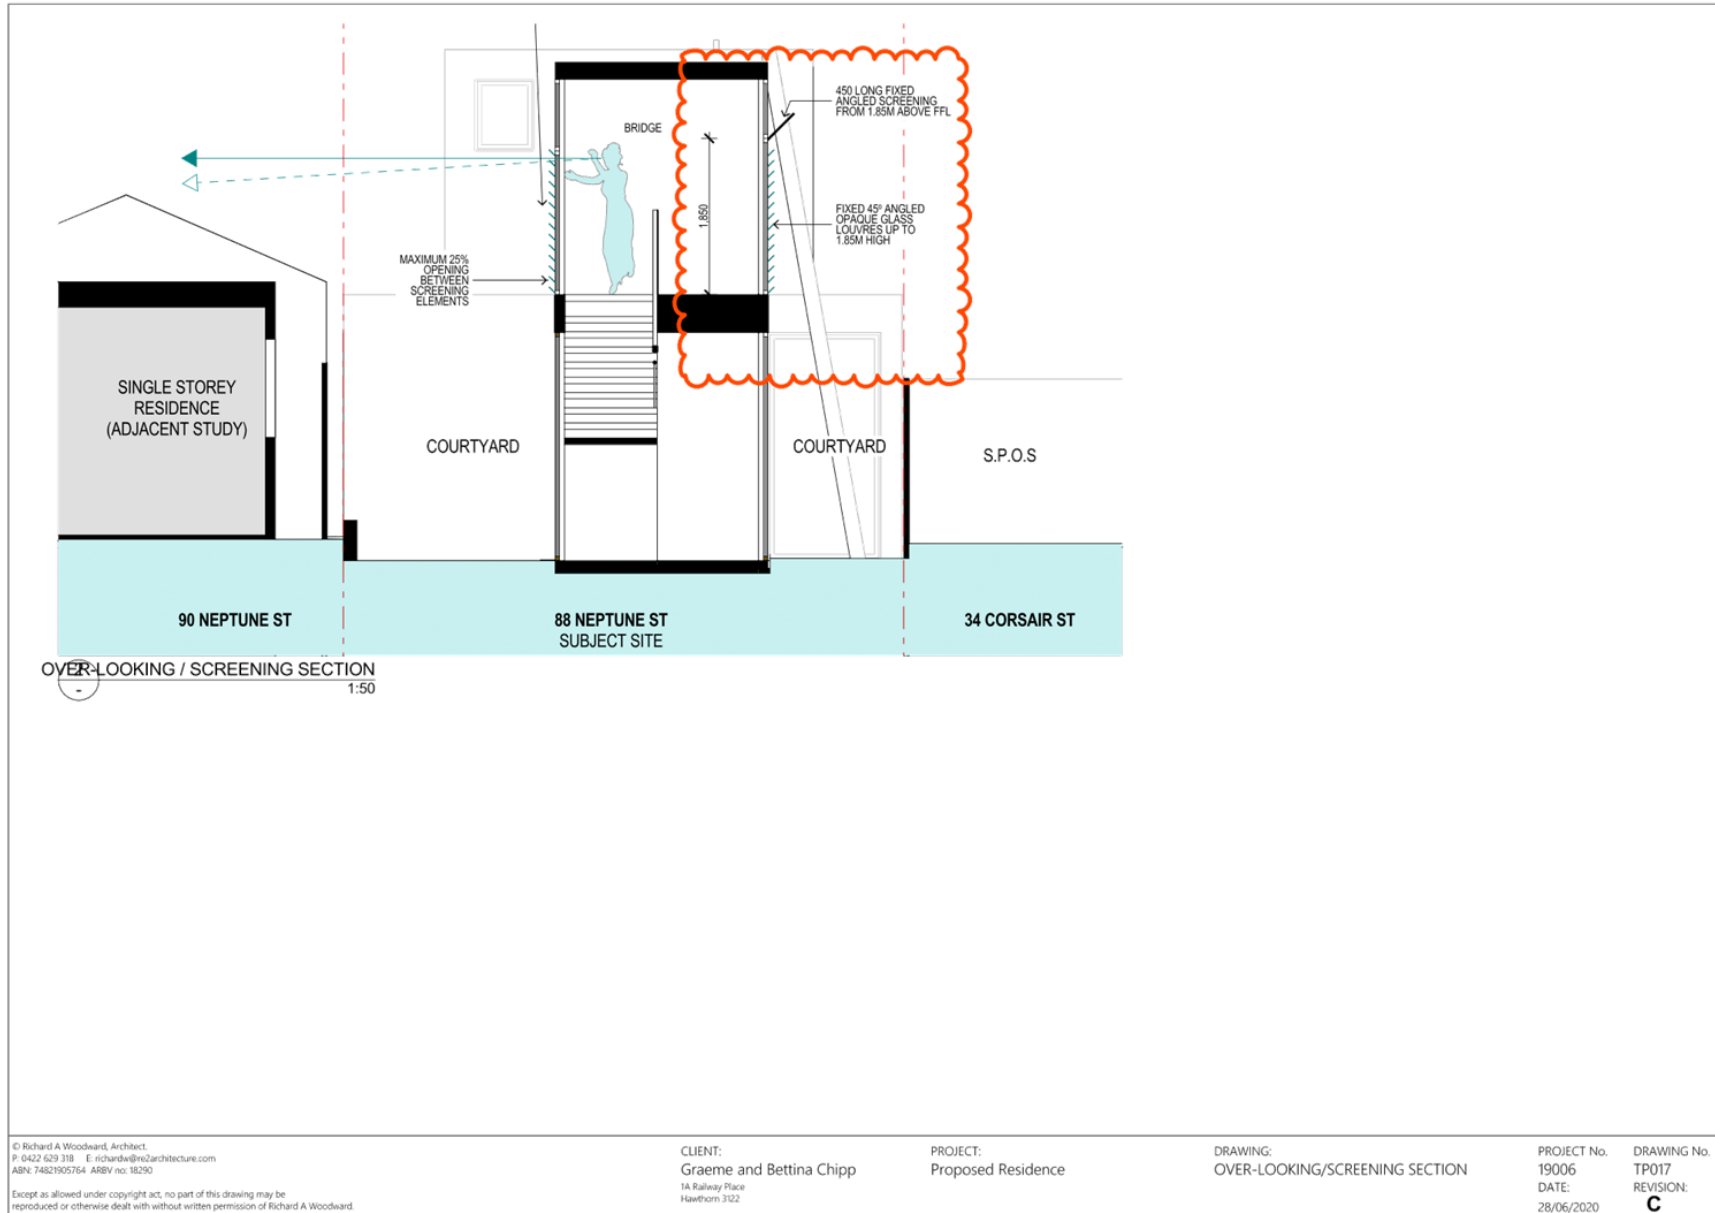 450 LONG FIXED
ANGLED SCREENING
FROM 1.85M ABOVE FFL
BRIDGE
1,850
FIXED 45º ANGLED
OPAQUE GLASS
LOUVRES UP TO
1.85M HIGH
MAXIMUM 25%
OPENING
BETWEEN
SCREENING
ELEMENTS
SINGLE STOREY
RESIDENCE
(ADJACENT STUDY)
COURTYARD
COURTYARD
S.P.O.S
90 NEPTUNE ST
88 NEPTUNE ST
SUBJECT SITE
34 CORSAIR ST
OVER-LOOKING / SCREENING SECTION
2
-
1:50
© Richard A Woodward, Architect.
P: 0422 629 318 E: richardw@re2architecture.com
ABN: 74821905764 ARBV no: 18290
Except as allowed under copyright act, no part of this drawing may be
reproduced or otherwise dealt with without written permission of Richard A Woodward.
CLIENT:
Graeme and Bettina Chipp
1A Railway Place
Hawthorn 3122
PROJECT:
Proposed Residence
DRAWING:
OVER-LOOKING/SCREENING SECTION
PROJECT No.
19006
DATE:
28/06/2020
DRAWING No.
TP017
REVISION:
C